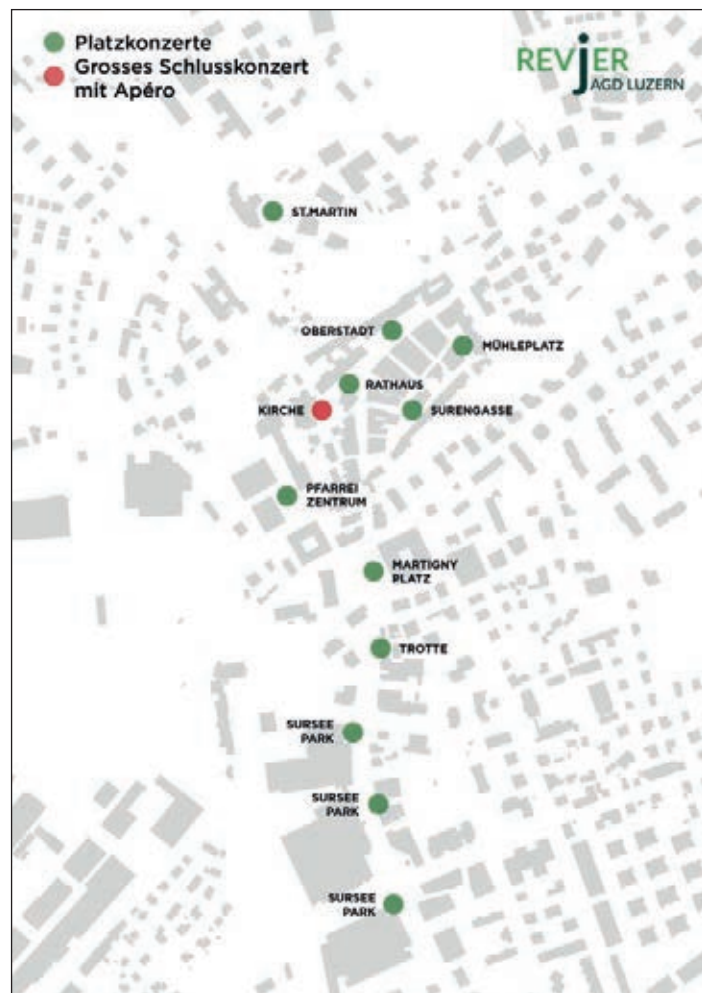 Platzkonzerte
Grosses Schlusskonzert
mit Apéro
REVJER
JAGD LUZERN
ST.MARTIN
OBERSTADT
MÜHLEPLATZ
RATHAUS
KIRCHE
SURENGASSE
PFARREI
ZENTRUM
MARTIGNY
PLATZ
TROTTE
SURSEE
PARK
SURSEE
PARK
SURSEE
PARK